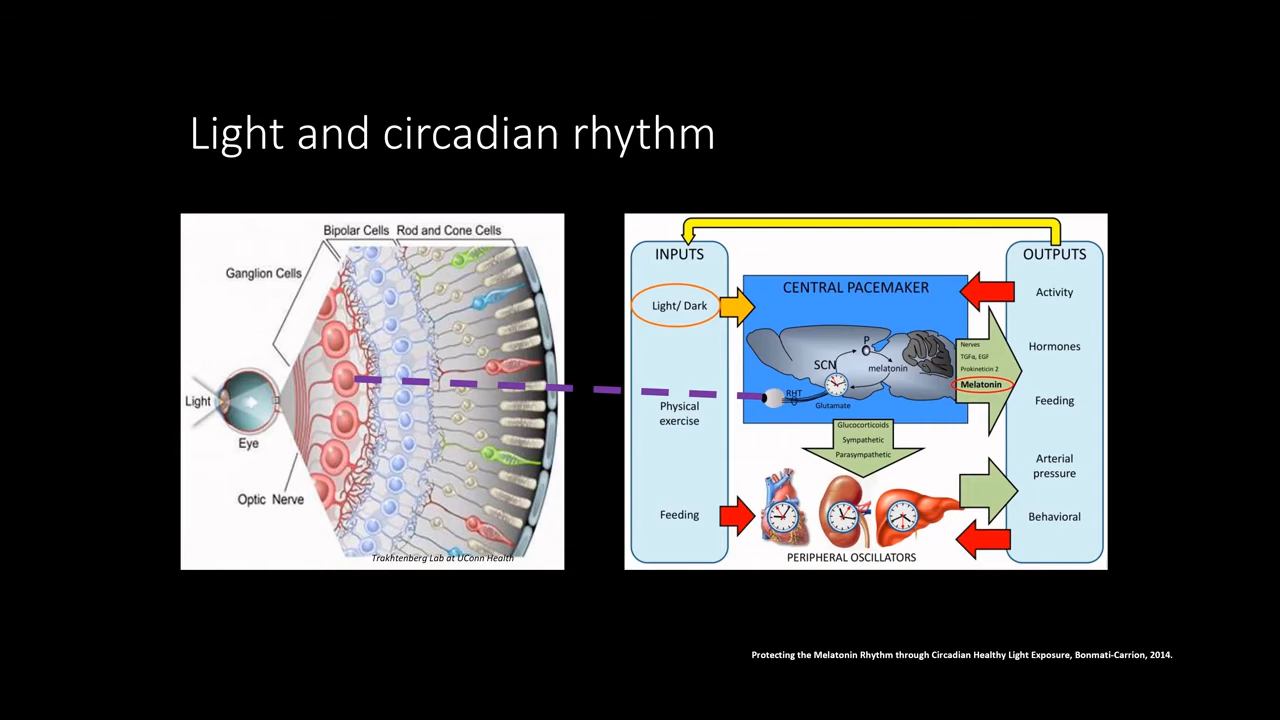 Light and circadian rhythm
Bipolar Cells
Rod and Cone Cells
Ganglion Cells
Light
Eye
Optic Nerve
Trakhtenberg Lab at UConn Health
INPUTS
Light/ Dark
Physical
exercise
Feeding
CENTRAL PACEMAKER
P
SCN
melatonin
RHT
Glutamate
Nerves
TGFα, EGF
Prokineticin 2
Melatonin
Glucocorticoids
Sympathetic
Parasympathetic
PERIPHERAL OSCILLATORS
OUTPUTS
Activity
Hormones
Feeding
Arterial
pressure
Behavioral
Protecting the Melatonin Rhythm through Circadian Healthy Light Exposure, Bonmati-Carrion, 2014.